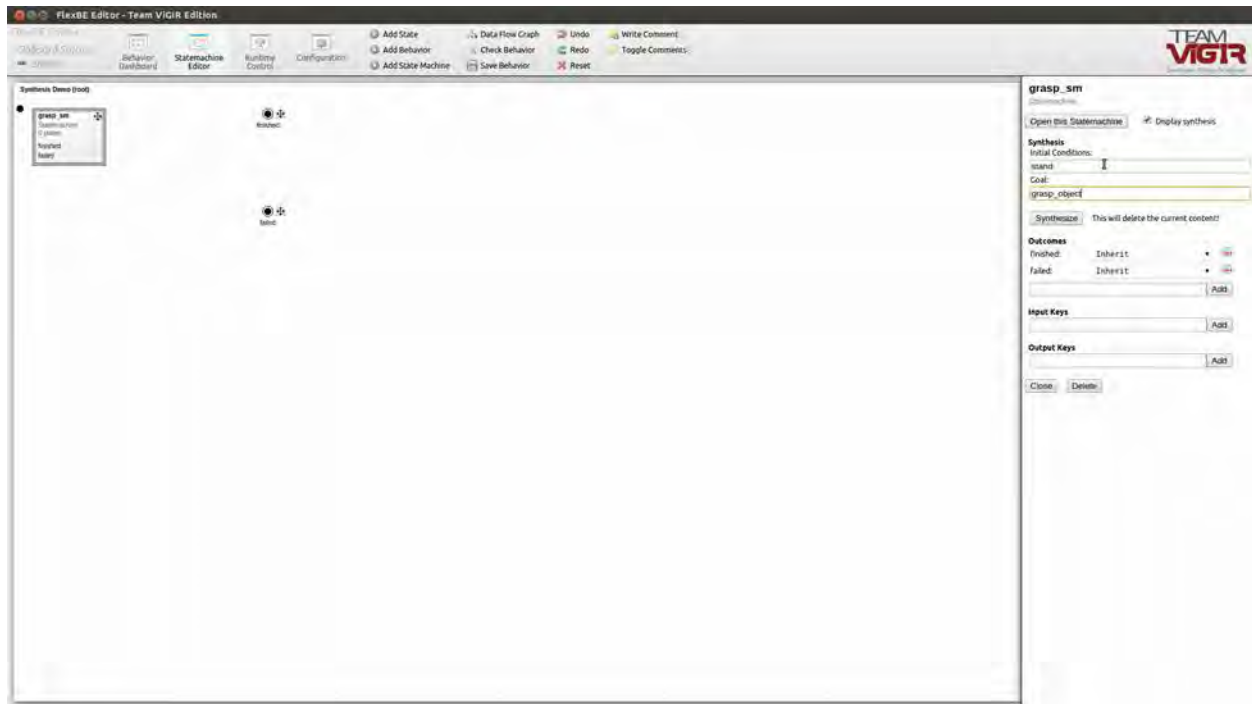 FlexBE Editor - Team ViGIR Edition
Behavior Dashboard
Statemachine Editor
Runtime Control
Configuration
Add State
Add Behavior
Add State Machine
Data Flow Graph
Check Behavior
Save Behavior
Undo
Redo
Reset
Write Comment
Toggle Comments
TEAM
ViGIR
Synthesis Demo (root)
grasp_sm
Statemachine
finished
failed
finished
failed
grasp_sm
Statemachine
Open this Statemachine
Display synthesis
Synthesis
Initial Conditions:
stand
Goal:
grasp_object
Synthesize
This will delete the current content!
Outcomes
finished: Inherit
failed: Inherit
Add
Input Keys
Add
Output Keys
Add
Close Delete